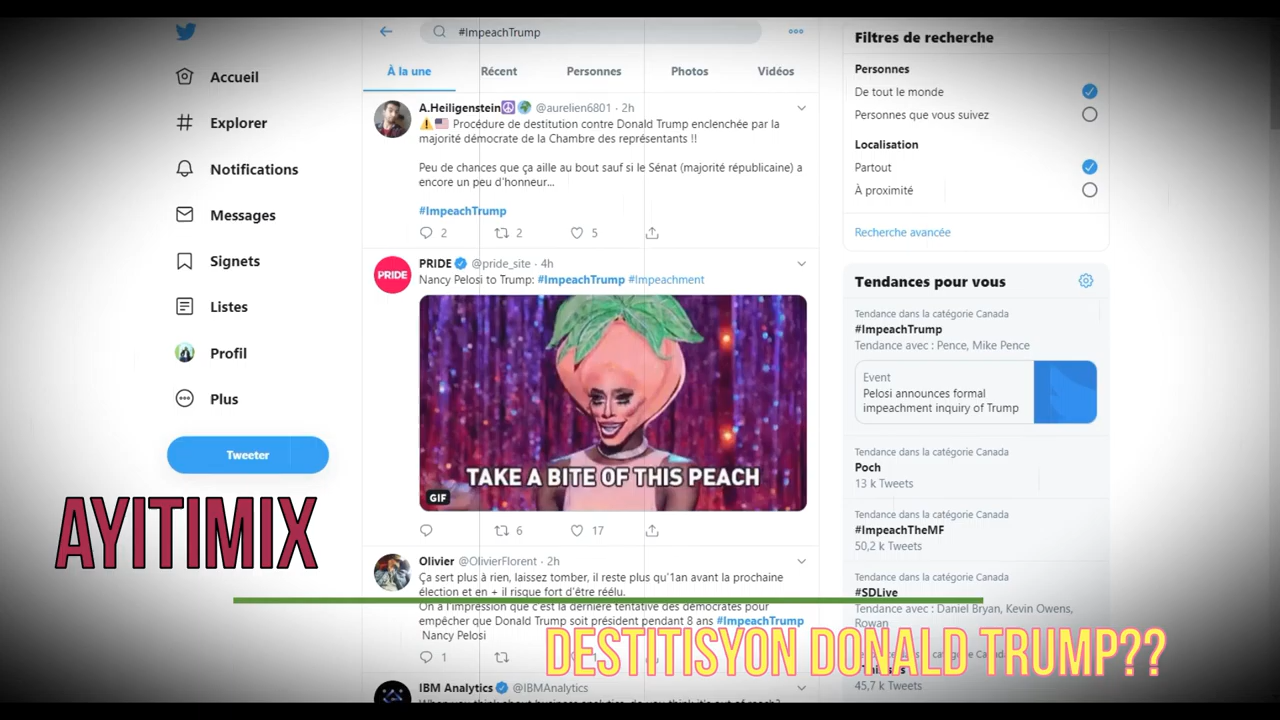 #ImpeachTrump
Accueil
Explorer
Notifications
Messages
Signets
Listes
Profil
Plus
Tweeter
À la une
Récent
Personnes
Photos
Vidéos
A.Heiligenstein @aurelien6801 · 2h
Procédure de destitution contre Donald Trump enclenchée par la
majorité démocrate de la Chambre des représentants !!
Peu de chances que ça aille au bout sauf si le Sénat (majorité républicaine) a
encore un peu d'honneur...
#ImpeachTrump
2
2
5
PRIDE @pride_site · 4h
PRIDE
Nancy Pelosi to Trump: #ImpeachTrump #Impeachment
TAKE A BITE OF THIS PEACH
GIF
6
17
Olivier @OlivierFlorent · 2h
Ça sert plus à rien, laissez tomber, il reste plus qu'1an avant la prochaine
élection et en + il risque fort d'être réélu.
On a l'impression que c'est la dernière tentative des démocrates pour
empêcher que Donald Trump soit président pendant 8 ans #ImpeachTrump
Nancy Pelosi
1
IBM Analytics @IBMAnalytics
Filtres de recherche
Personnes
De tout le monde
Personnes que vous suivez
Localisation
Partout
À proximité
Recherche avancée
Tendances pour vous
Tendance dans la catégorie Canada
#ImpeachTrump
Tendance avec : Pence, Mike Pence
Event
Pelosi announces formal
impeachment inquiry of Trump
Tendance dans la catégorie Canada
Poch
13 k Tweets
Tendance dans la catégorie Canada
#ImpeachTheMF
50,2 k Tweets
Tendance dans la catégorie Canada
#SDLive
Tendance avec : Daniel Bryan, Kevin Owens,
Rowan
45,7 k Tweets
AYITIMIX
DESTITISYON DONALD TRUMP??